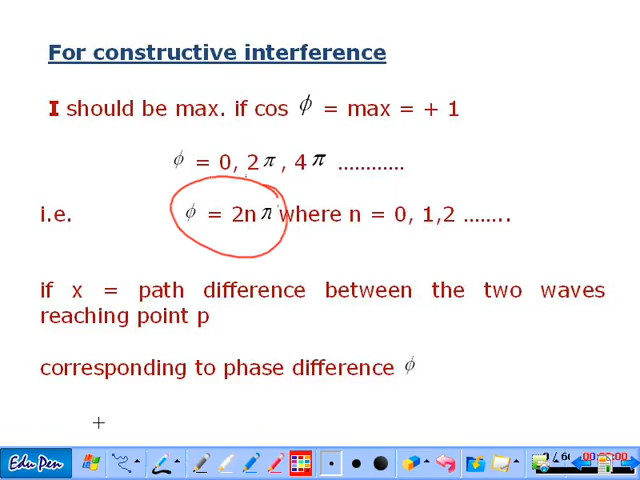 For constructive interference
I should be max. if cos ϕ = max = + 1
ϕ = 0, 2π , 4π …………
i.e. ϕ = 2nπ where n = 0, 1,2 ……..
if x = path difference between the two waves
reaching point p
corresponding to phase difference ϕ
Edu Pen